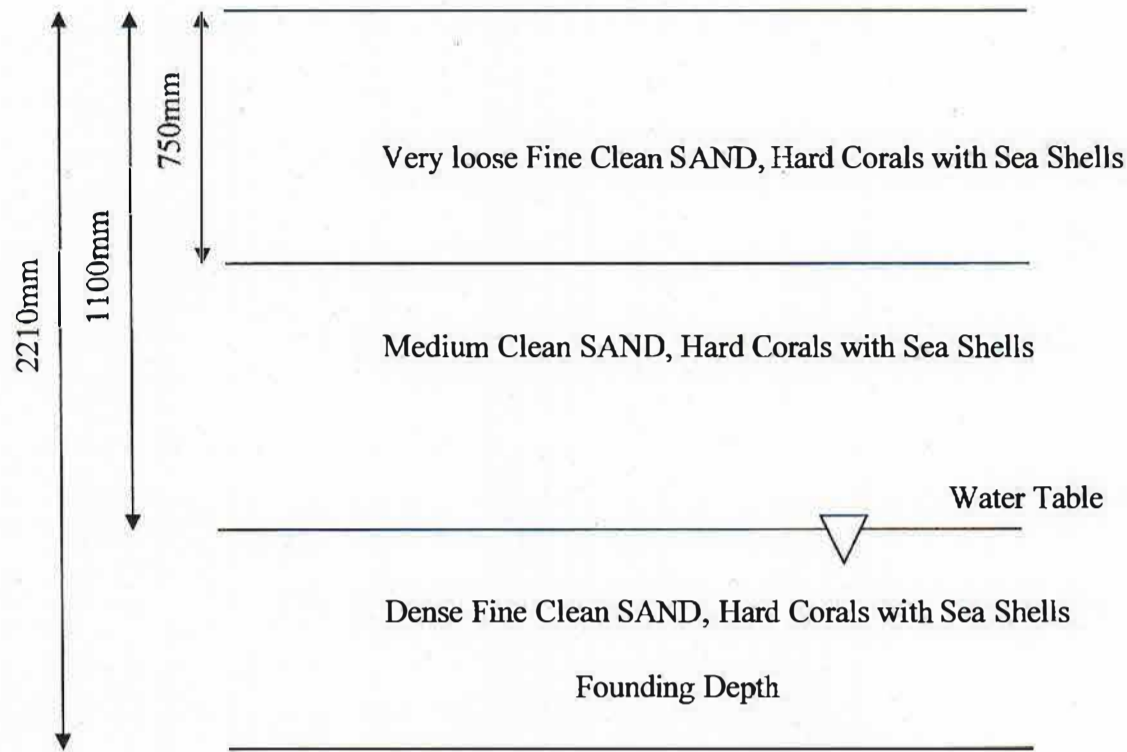 750mm
1100mm
2210mm
Very loose Fine Clean SAND, Hard Corals with Sea Shells
Medium Clean SAND, Hard Corals with Sea Shells
Water Table
Dense Fine Clean SAND, Hard Corals with Sea Shells
Founding Depth